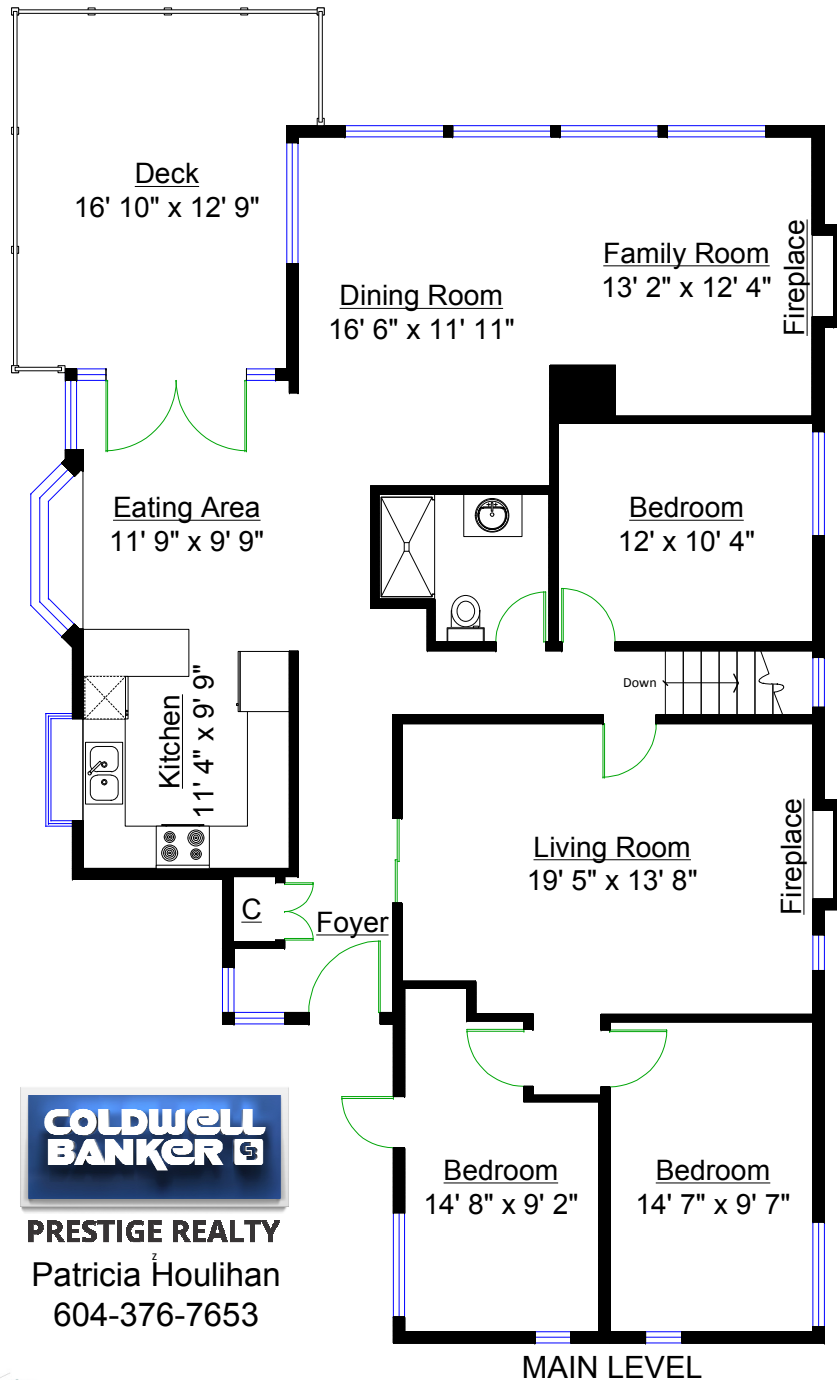 Deck
16' 10" x 12' 9"
Family Room
13' 2" x 12' 4"
Fireplace
Dining Room
16' 6" x 11' 11"
Eating Area
11' 9" x 9' 9"
Bedroom
12' x 10' 4"
Down
Kitchen
11' 4" x 9' 9"
Living Room
19' 5" x 13' 8"
Fireplace
C
Foyer
COLDWELL
BANKER CB
PRESTIGE REALTY
z
Patricia Houlihan
604-376-7653
Bedroom
14' 8" x 9' 2"
Bedroom
14' 7" x 9' 7"
MAIN LEVEL